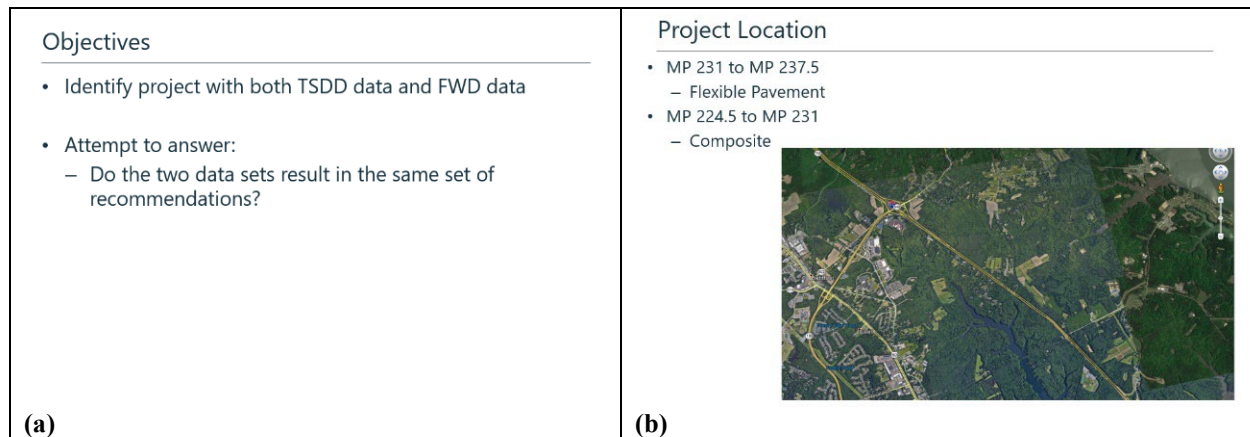 Objectives
• Identify project with both TSDD data and FWD data
• Attempt to answer:
– Do the two data sets result in the same set of
recommendations?
(a)
Project Location
• MP 231 to MP 237.5
– Flexible Pavement
• MP 224.5 to MP 231
– Composite
(b)